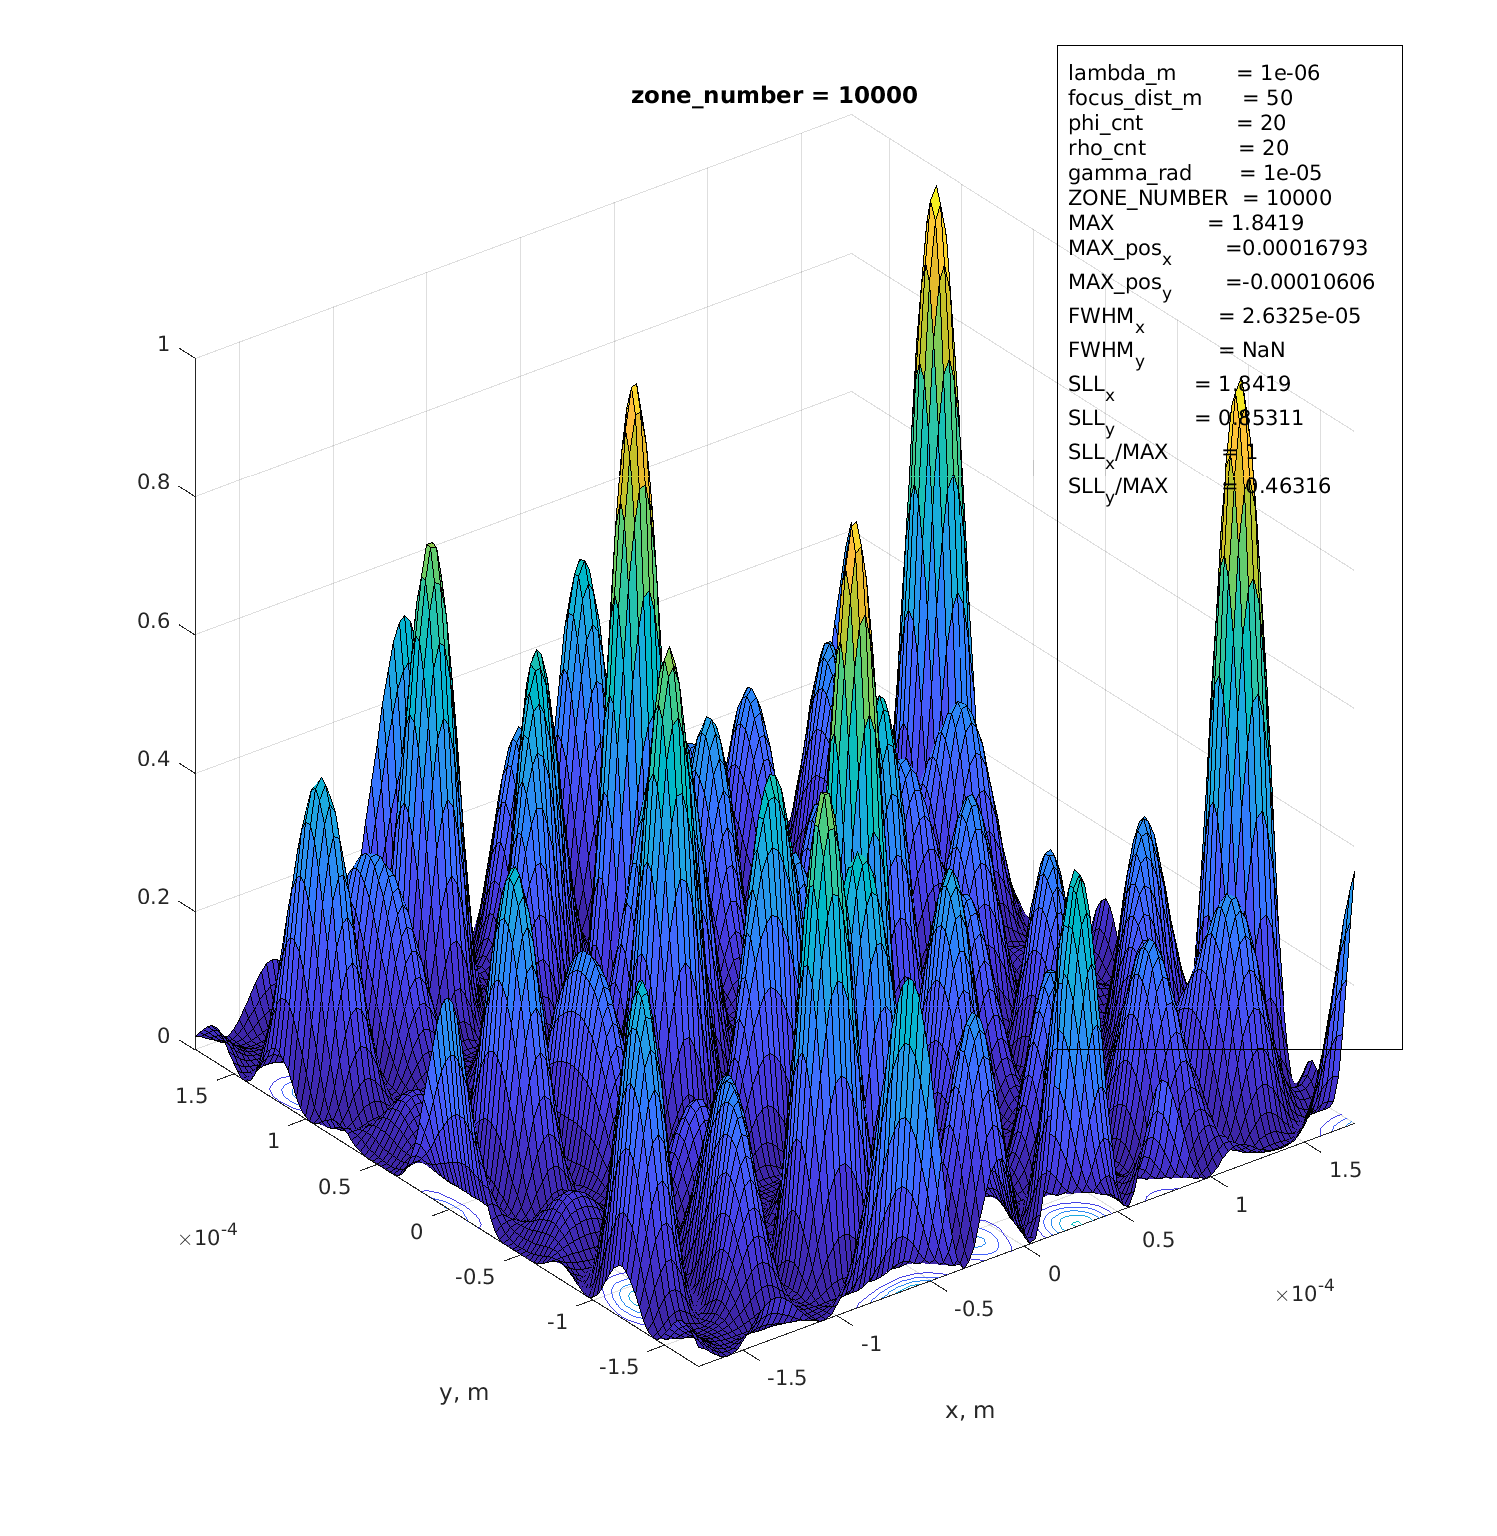 zone_number = 10000
lambda_m = 1e-06
focus_dist_m = 50
phi_cnt = 20
rho_cnt = 20
gamma_rad = 1e-05
ZONE_NUMBER = 10000
MAX = 1.8419
MAX_pos_x =0.00016793
MAX_pos_y =-0.00010606
FWHM_x = 2.6325e-05
FWHM_y = NaN
SLL_x = 1.8419
SLL_y = 0.85311
SLL_x/MAX = 1
SLL_y/MAX = 0.46316
1
0.8
0.6
0.4
0.2
0
1.5
1
0.5
0
-0.5
-1
-1.5
×10-4
y, m
-1.5
-1
-0.5
0
0.5
1
1.5
×10-4
x, m